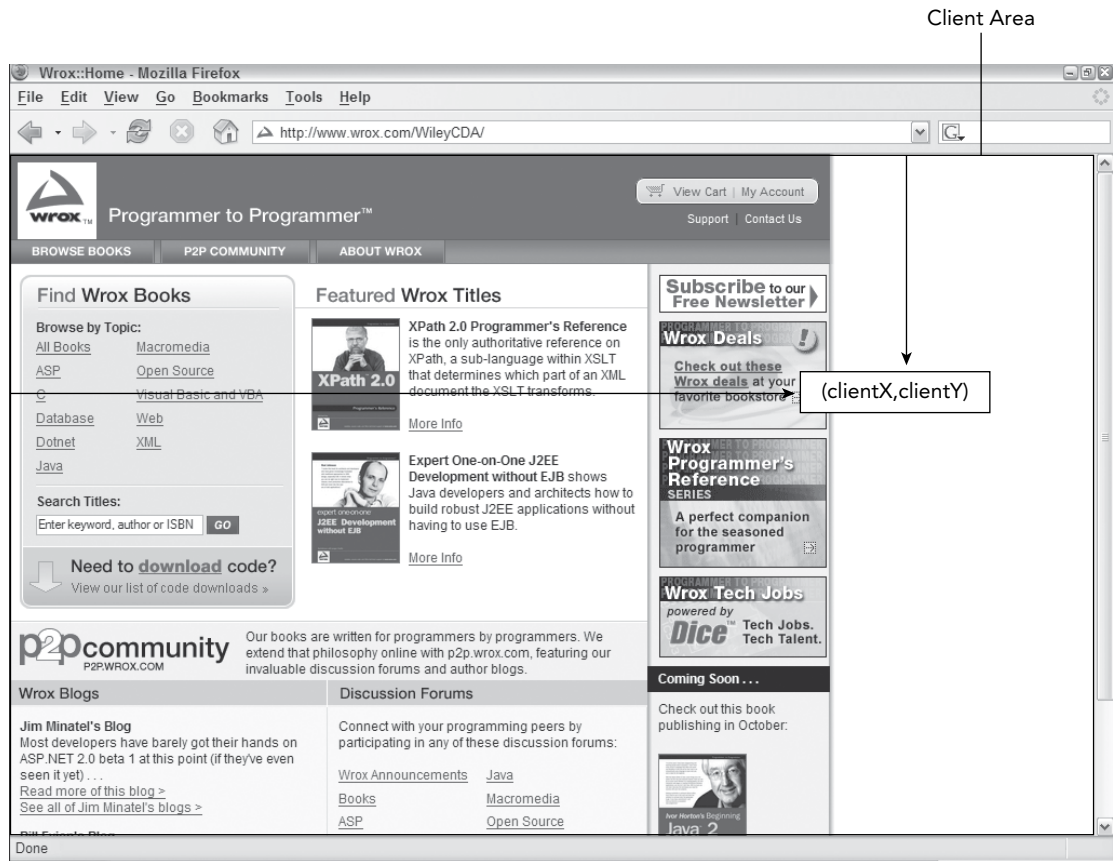 Client Area
Wrox::Home - Mozilla Firefox
File Edit View Go Bookmarks Tools Help
http://www.wrox.com/WileyCDA/
G
wrox™
Programmer to Programmer™
View Cart | My Account
Support | Contact Us
BROWSE BOOKS P2P COMMUNITY ABOUT WROX
Find Wrox Books
Browse by Topic:
All Books Macromedia
ASP Open Source
C Visual Basic and VBA
Database Web
Dotnet XML
Java
Search Titles:
Enter keyword, author or ISBN GO
Need to download code?
View our list of code downloads »
Featured Wrox Titles
XPath 2.0
XPath 2.0 Programmer's Reference
is the only authoritative reference on
XPath, a sub-language within XSLT
that determines which part of an XML
document the XSLT transforms.
More Info
expert one-on-one
J2EE Development
without EJB
Expert One-on-One J2EE
Development without EJB shows
Java developers and architects how to
build robust J2EE applications without
having to use EJB.
More Info
Subscribe to our
Free Newsletter
Wrox Deals
Check out these
Wrox deals at your
favorite bookstore
(clientX,clientY)
Wrox
Programmer's
Reference
SERIES
A perfect companion
for the seasoned
programmer
Wrox Tech Jobs
powered by
Dice™ Tech Jobs.
Tech Talent.
p2pcommunity
P2P.WROX.COM
Our books are written for programmers by programmers. We
extend that philosophy online with p2p.wrox.com, featuring our
invaluable discussion forums and author blogs.
Wrox Blogs
Jim Minatel's Blog
Most developers have barely got their hands on
ASP.NET 2.0 beta 1 at this point (if they've even
seen it yet) . . .
Read more of this blog >
See all of Jim Minatel's blogs >
Discussion Forums
Connect with your programming peers by
participating in any of these discussion forums:
Wrox Announcements Java
Books Macromedia
ASP Open Source
Coming Soon . . .
Check out this book
publishing in October:
Ivor Horton's Beginning
Java 2
Done